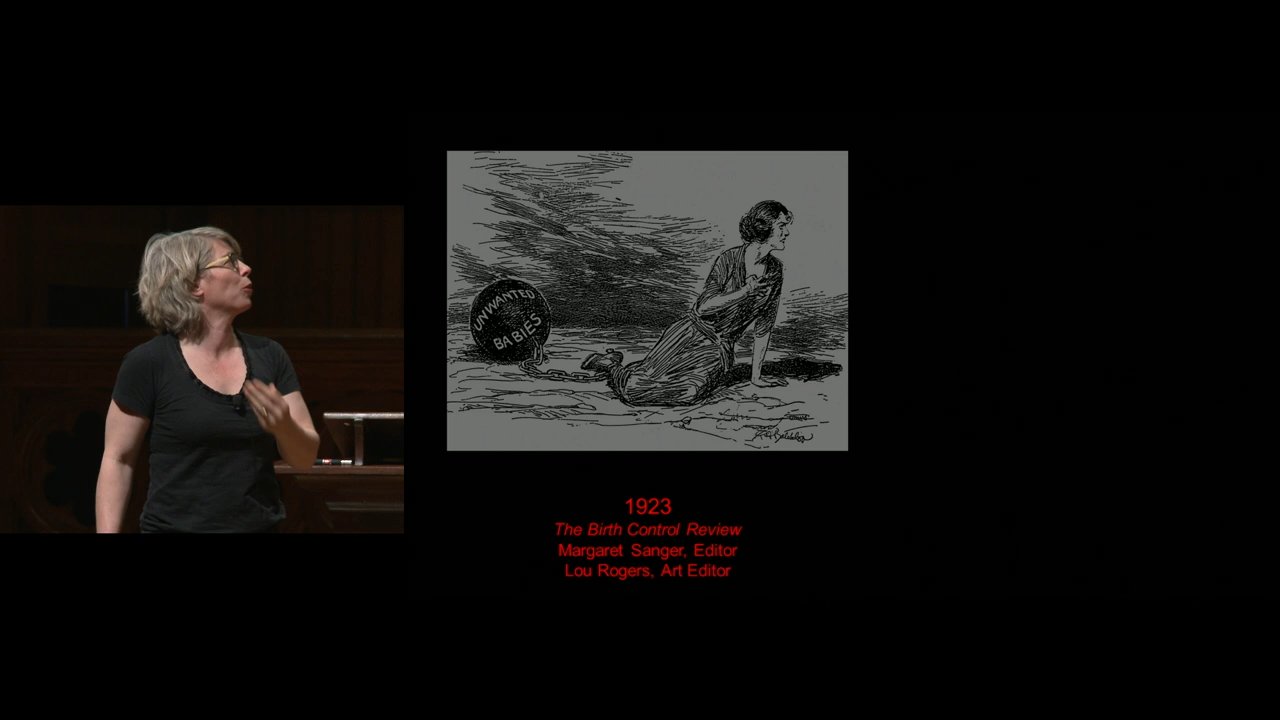 UNWANTED
BABIES
1923
The Birth Control Review
Margaret Sanger, Editor
Lou Rogers, Art Editor